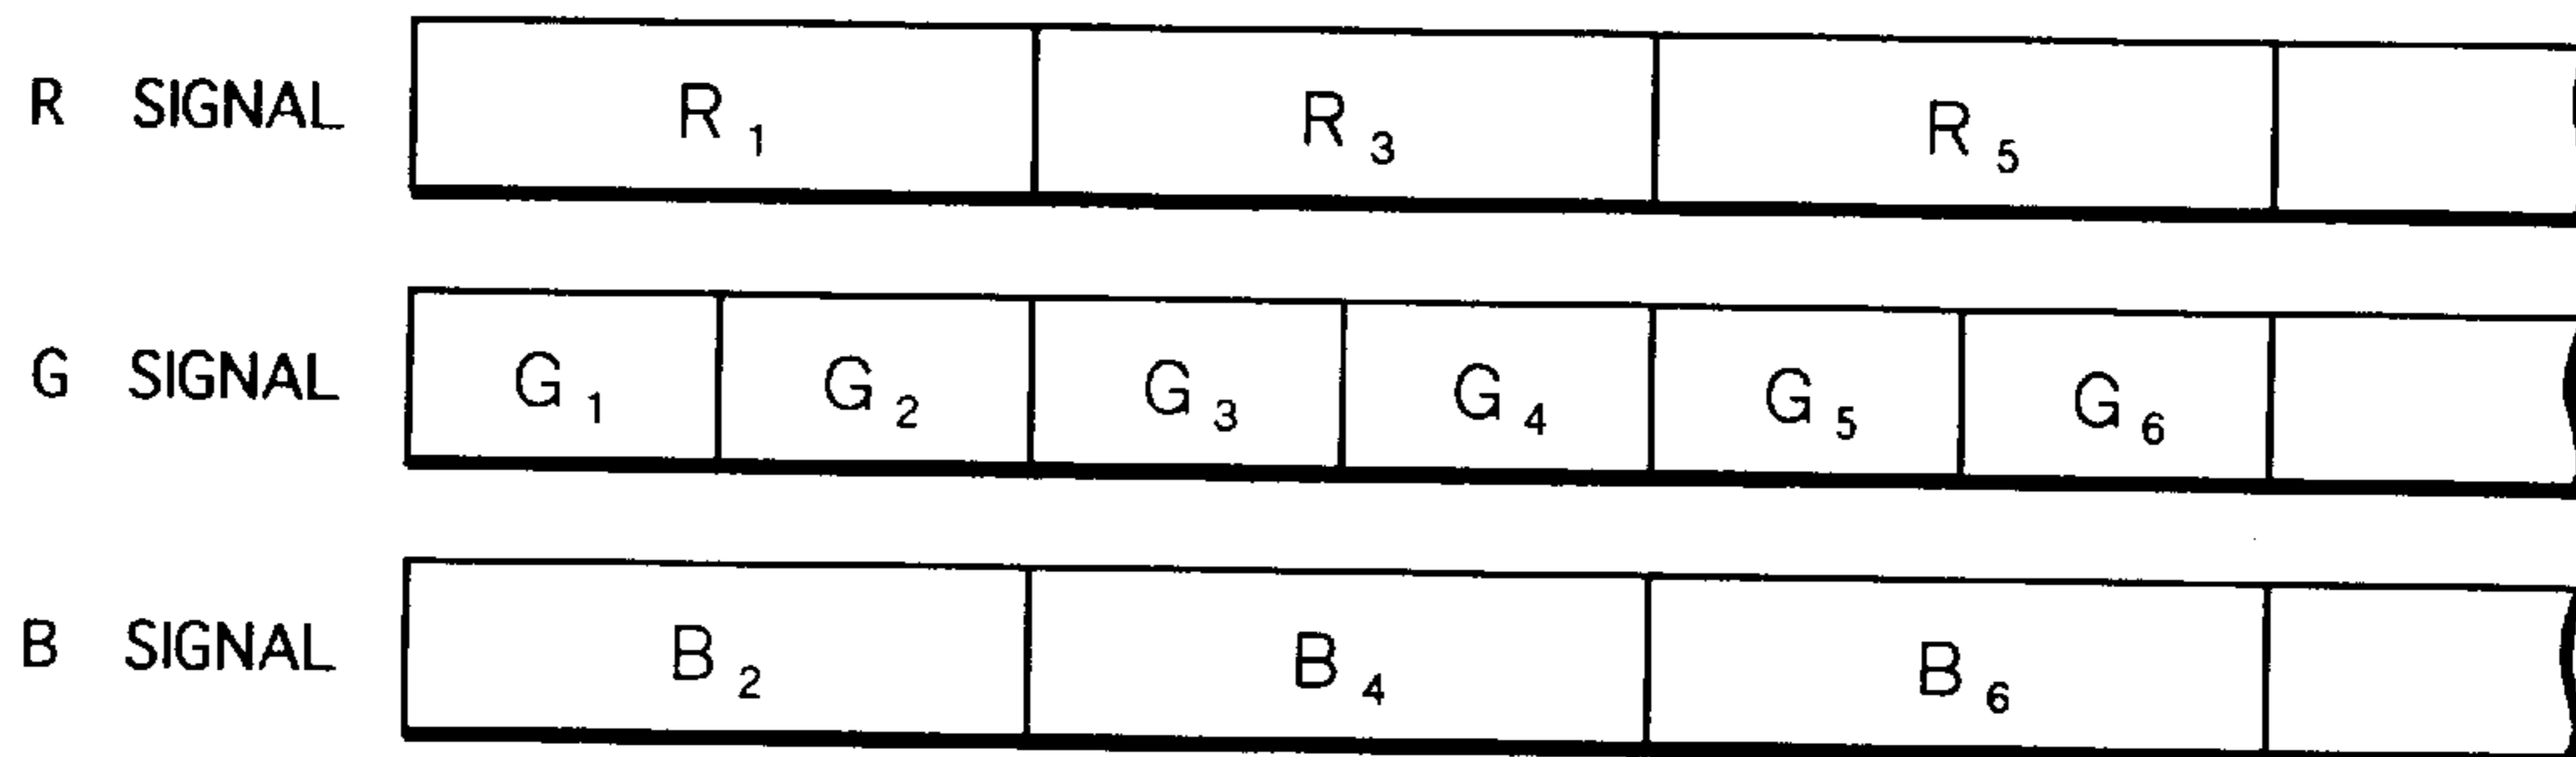 R SIGNAL R₁ R₃ R₅
G SIGNAL G₁ G₂ G₃ G₄ G₅ G₆
B SIGNAL B₂ B₄ B₆